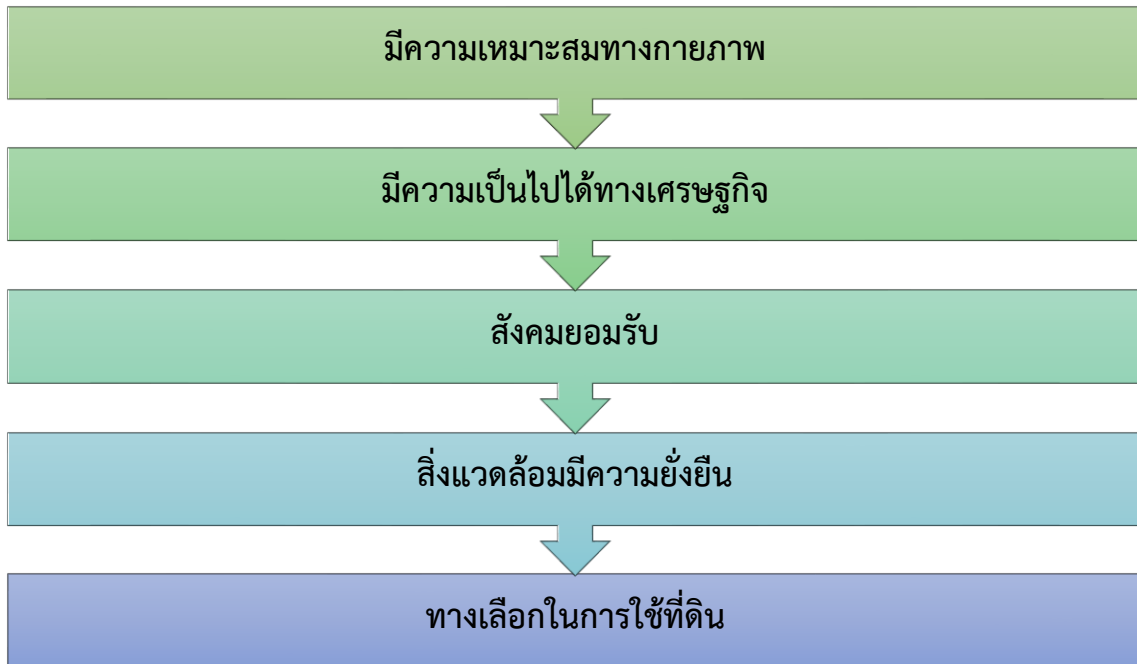 มีความเหมาะสมทางกายภาพ
มีความเป็นไปได้ทางเศรษฐกิจ
สังคมยอมรับ
สิ่งแวดล้อมมีความยั่งยืน
ทางเลือกในการใช้ที่ดิน